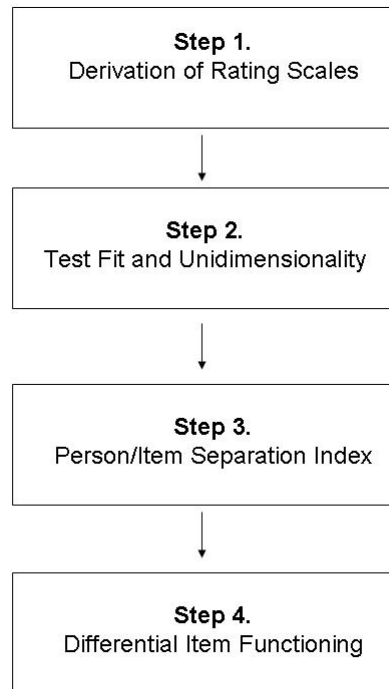 Step 1.
Derivation of Rating Scales
Step 2.
Test Fit and Unidimensionality
Step 3.
Person/Item Separation Index
Step 4.
Differential Item Functioning